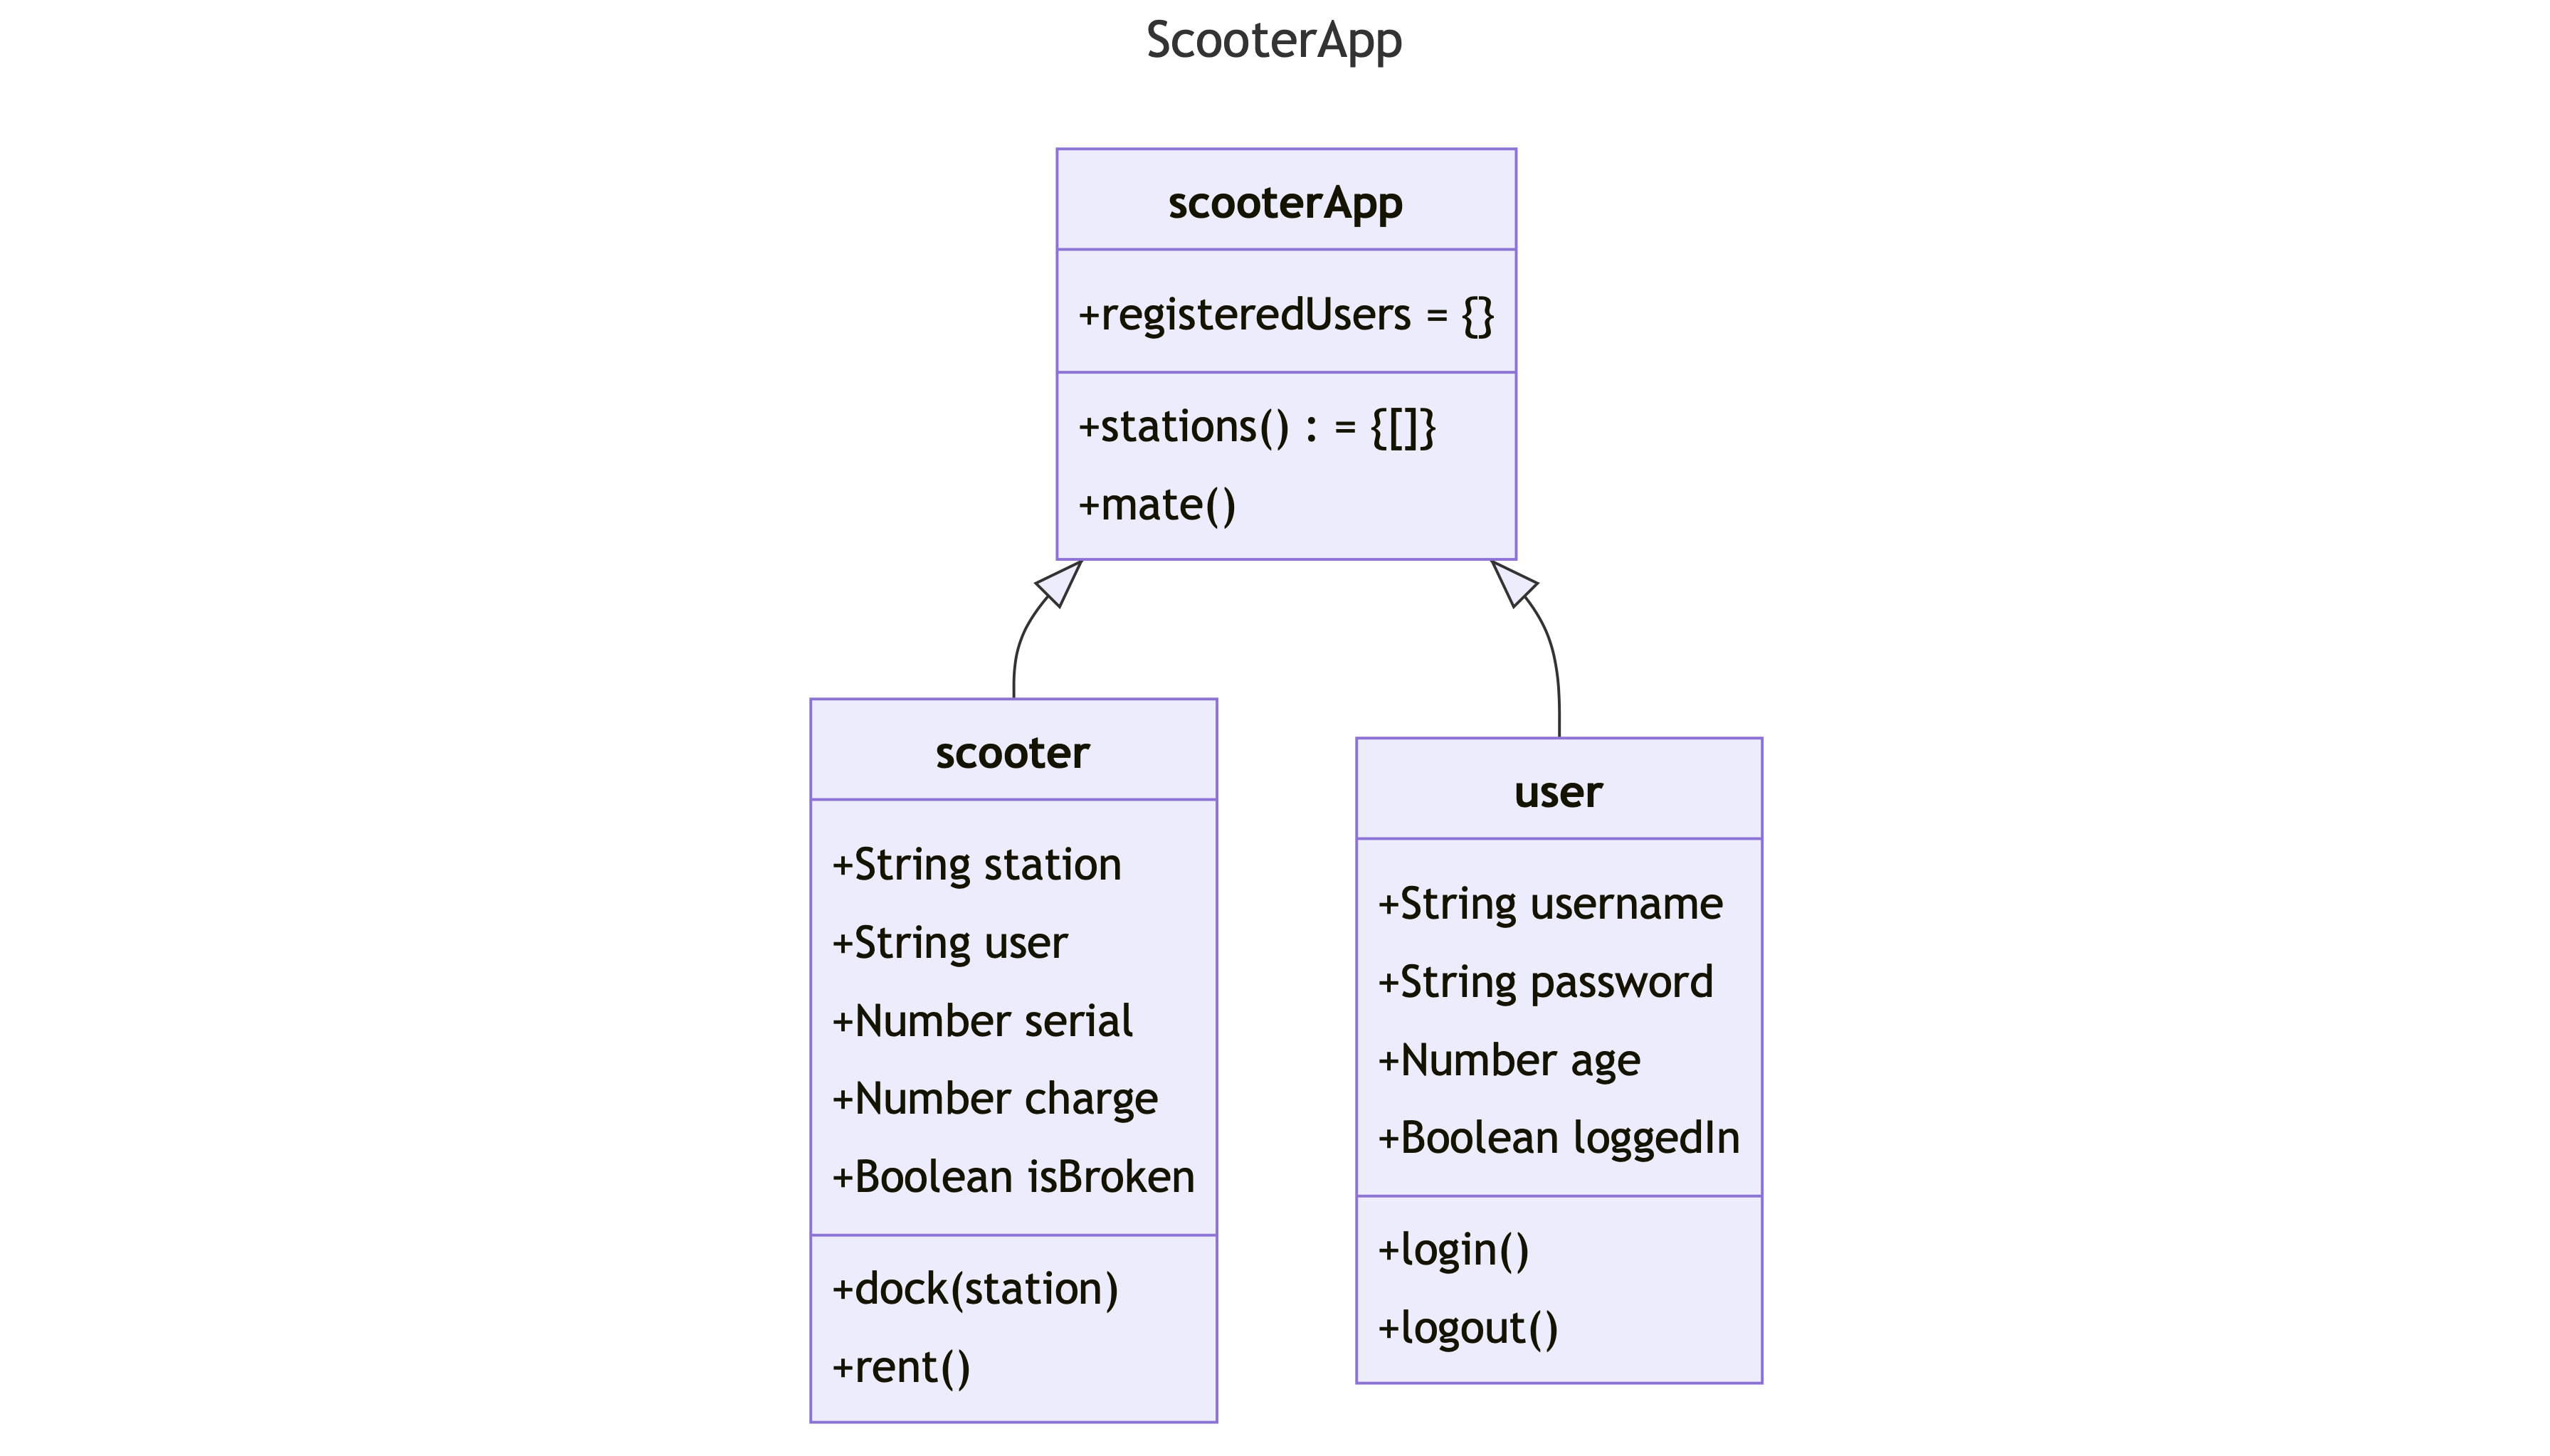 ScooterApp
scooterApp
+registeredUsers = {}
+stations() : = {[]}
+mate()
scooter
+String station
+String user
+Number serial
+Number charge
+Boolean isBroken
+dock(station)
+rent()
user
+String username
+String password
+Number age
+Boolean loggedIn
+login()
+logout()